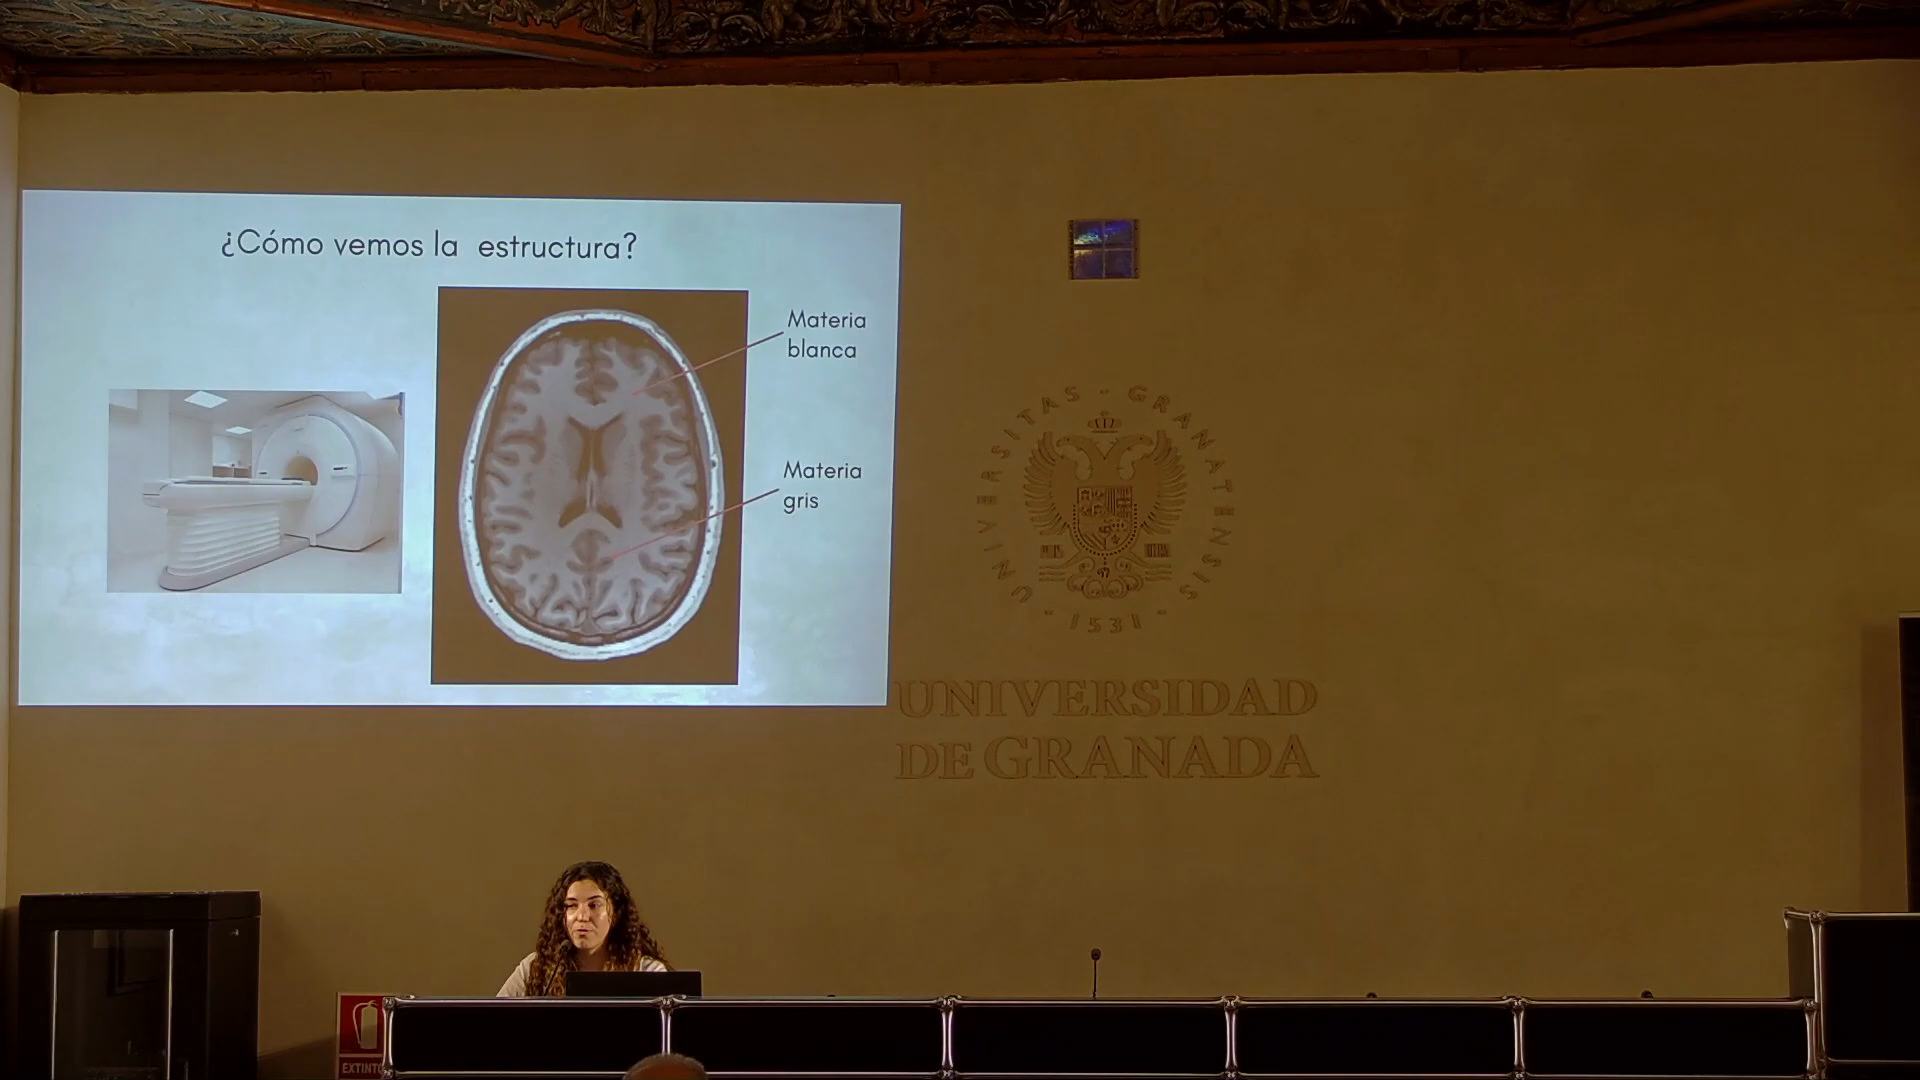 ¿Cómo vemos la estructura?
Materia
blanca
Materia
gris
UNIVERSITAS · GRANATENSIS
· 1531 ·
UNIVERSIDAD
DE GRANADA